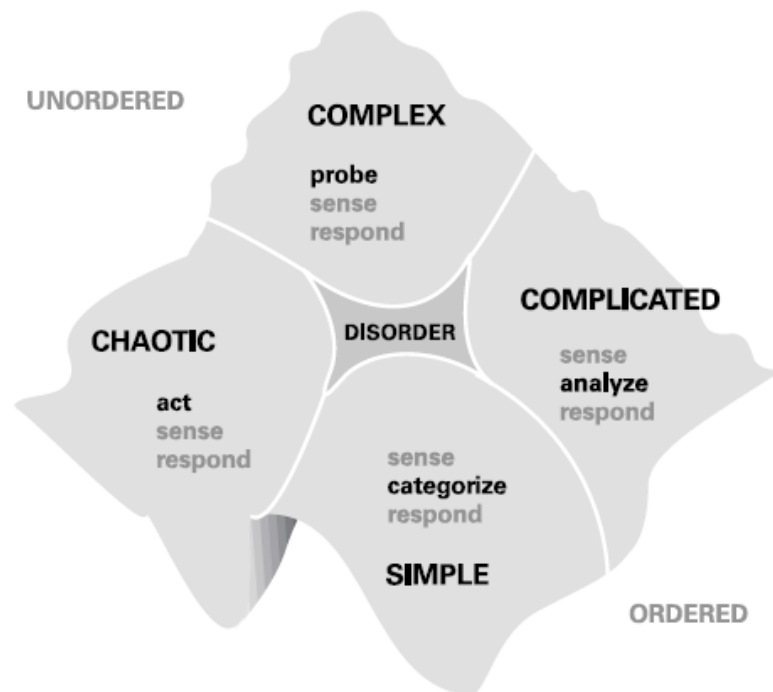 UNORDERED
COMPLEX
probe
sense
respond
COMPLICATED
sense
analyze
respond
DISORDER
CHAOTIC
act
sense
respond
sense
categorize
respond
SIMPLE
ORDERED